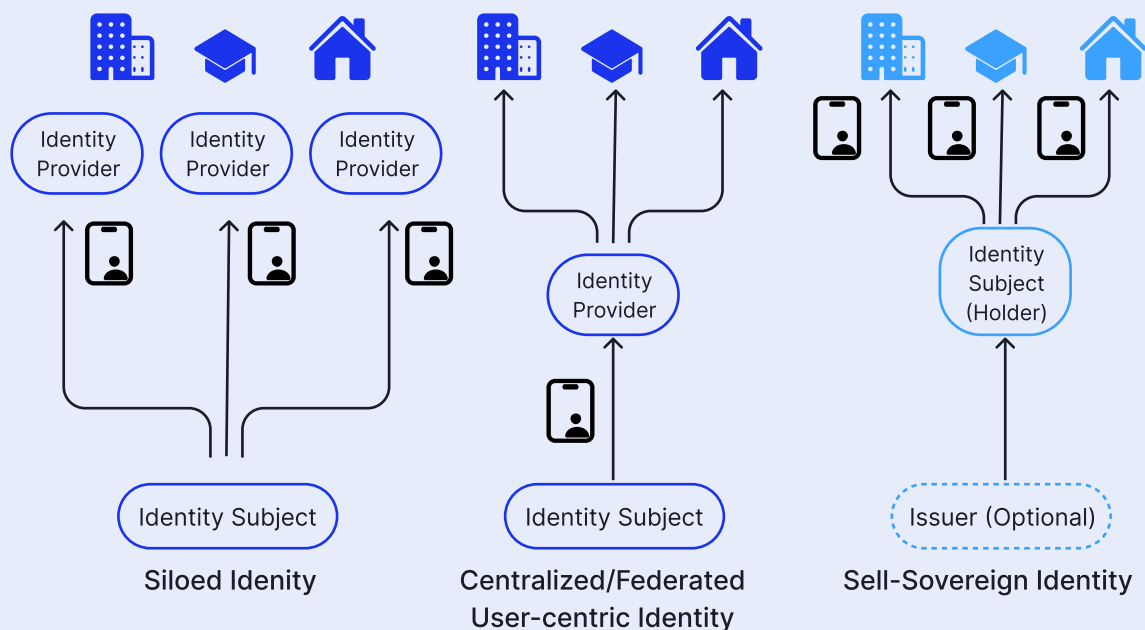 Identity
Provider
Identity
Provider
Identity
Provider
Identity Subject
Siloed Idenity
Identity
Provider
Identity Subject
Centralized/Federated
User-centric Identity
Identity
Subject
(Holder)
Issuer (Optional)
Sell-Sovereign Identity